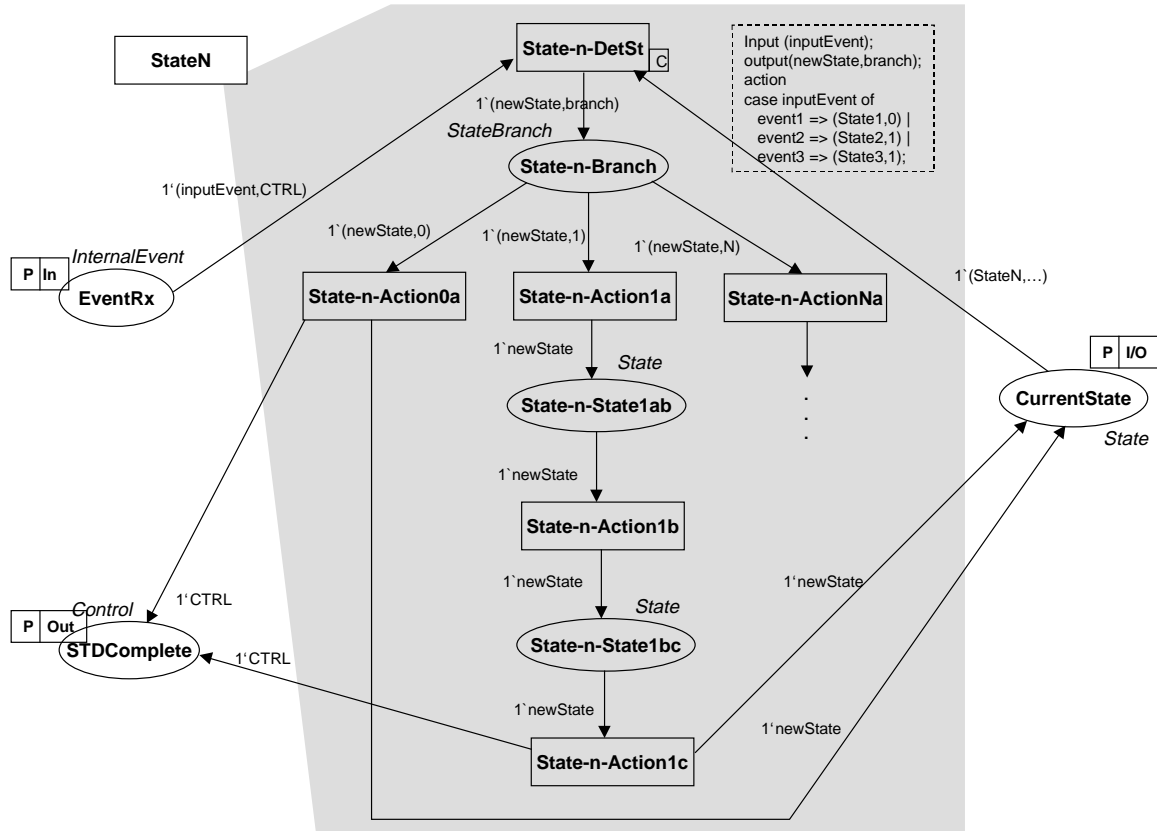 StateN
State-n-DetSt
C
Input (inputEvent);
output(newState,branch);
action
case inputEvent of
event1 => (State1,0) |
event2 => (State2,1) |
event3 => (State3,1);
1`(newState,branch)
StateBranch
State-n-Branch
1‘(inputEvent,CTRL)
1`(newState,0)
1`(newState,1)
1`(newState,N)
InternalEvent
P In
EventRx
State-n-Action0a
State-n-Action1a
State-n-ActionNa
1`(StateN,…)
1`newState
State
P I/O
State-n-State1ab
CurrentState
.
.
.
State
1`newState
State-n-Action1b
1`newState
1‘newState
State
Control
1‘CTRL
P Out
STDComplete
State-n-State1bc
1‘CTRL
1`newState
1‘newState
State-n-Action1c